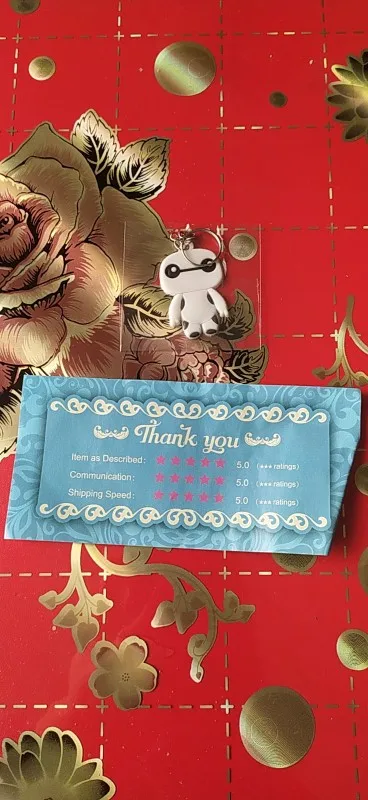 Thank you
Item as Described: ★★★★★ 5.0 (★★★ ratings)
Communication: ★★★★★ 5.0 (★★★ ratings)
Shipping Speed: ★★★★★ 5.0 (★★★ ratings)